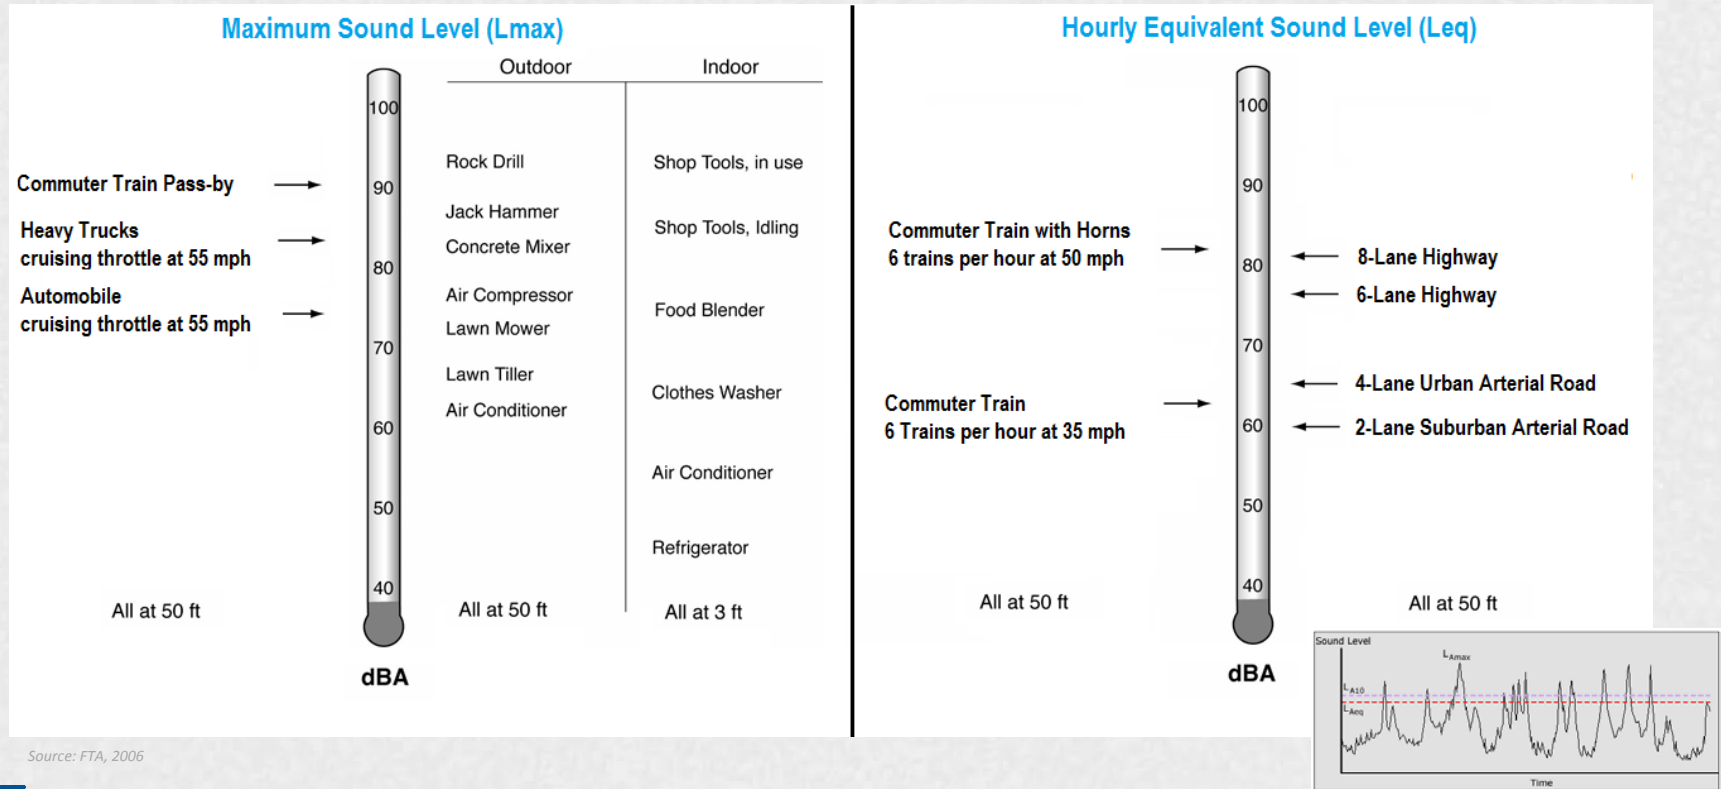 Maximum Sound Level (Lmax)
Outdoor
Indoor
100
90
80
70
60
50
40
dBA
Commuter Train Pass-by
Heavy Trucks
cruising throttle at 55 mph
Automobile
cruising throttle at 55 mph
All at 50 ft
Rock Drill
Jack Hammer
Concrete Mixer
Air Compressor
Lawn Mower
Lawn Tiller
Air Conditioner
All at 50 ft
Shop Tools, in use
Shop Tools, Idling
Food Blender
Clothes Washer
Air Conditioner
Refrigerator
All at 3 ft
Hourly Equivalent Sound Level (Leq)
Commuter Train with Horns
6 trains per hour at 50 mph
Commuter Train
6 Trains per hour at 35 mph
All at 50 ft
100
90
80
70
60
50
40
dBA
8-Lane Highway
6-Lane Highway
4-Lane Urban Arterial Road
2-Lane Suburban Arterial Road
All at 50 ft
Sound Level
LAmax
LA10
LAeq
Time
Source: FTA, 2006